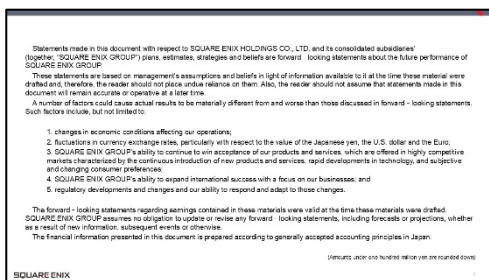 Statements made in this document with respect to SQUARE ENIX HOLDINGS CO., LTD. and its consolidated subsidiaries'
(together, "SQUARE ENIX GROUP") plans, estimates, strategies and beliefs are forward-looking statements about the future performance of
SQUARE ENIX GROUP.
These statements are based on management's assumptions and beliefs in light of information available to it at the time these material were
drafted and, therefore, the reader should not place undue reliance on them. Also, the reader should not assume that statements made in this
document will remain accurate or operative at a later time.
A number of factors could cause actual results to be materially different from and worse than those discussed in forward-looking statements.
Such factors include, but not limited to:
1. changes in economic conditions affecting our operations;
2. fluctuations in currency exchange rates, particularly with respect to the value of the Japanese yen, the U.S. dollar and the Euro;
3. SQUARE ENIX GROUP's ability to continue to win acceptance of our products and services, which are offered in highly competitive
markets characterized by the continuous introduction of new products and services, rapid developments in technology, and subjective
and changing consumer preferences;
4. SQUARE ENIX GROUP's ability to expand international success with a focus on our businesses; and
5. regulatory developments and changes and our ability to respond and adapt to those changes.
The forward-looking statements regarding earnings contained in these materials were valid at the time these materials were drafted.
SQUARE ENIX GROUP assumes no obligation to update or revise any forward-looking statements, including forecasts or projections, whether
as a result of new information, subsequent events or otherwise.
The financial information presented in this document is prepared according to generally accepted accounting principles in Japan.
(Amounts under one hundred million yen are rounded down)
SQUARE ENIX